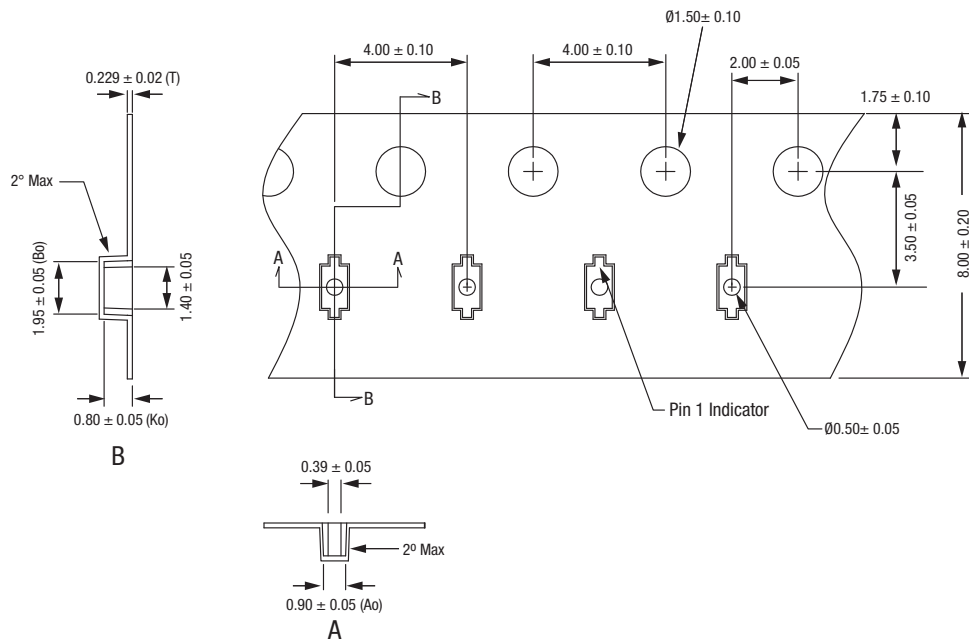 Ø1.50± 0.10
4.00 ± 0.10
4.00 ± 0.10
2.00 ± 0.05
0.229 ± 0.02 (T)
B
1.75 ± 0.10
2° Max
3.50 ± 0.05
8.00 ± 0.20
A
A
1.95 ± 0.05 (Bo)
1.40 ± 0.05
B
Pin 1 Indicator
0.80 ± 0.05 (Ko)
Ø0.50± 0.05
B
0.39 ± 0.05
2º Max
0.90 ± 0.05 (Ao)
A